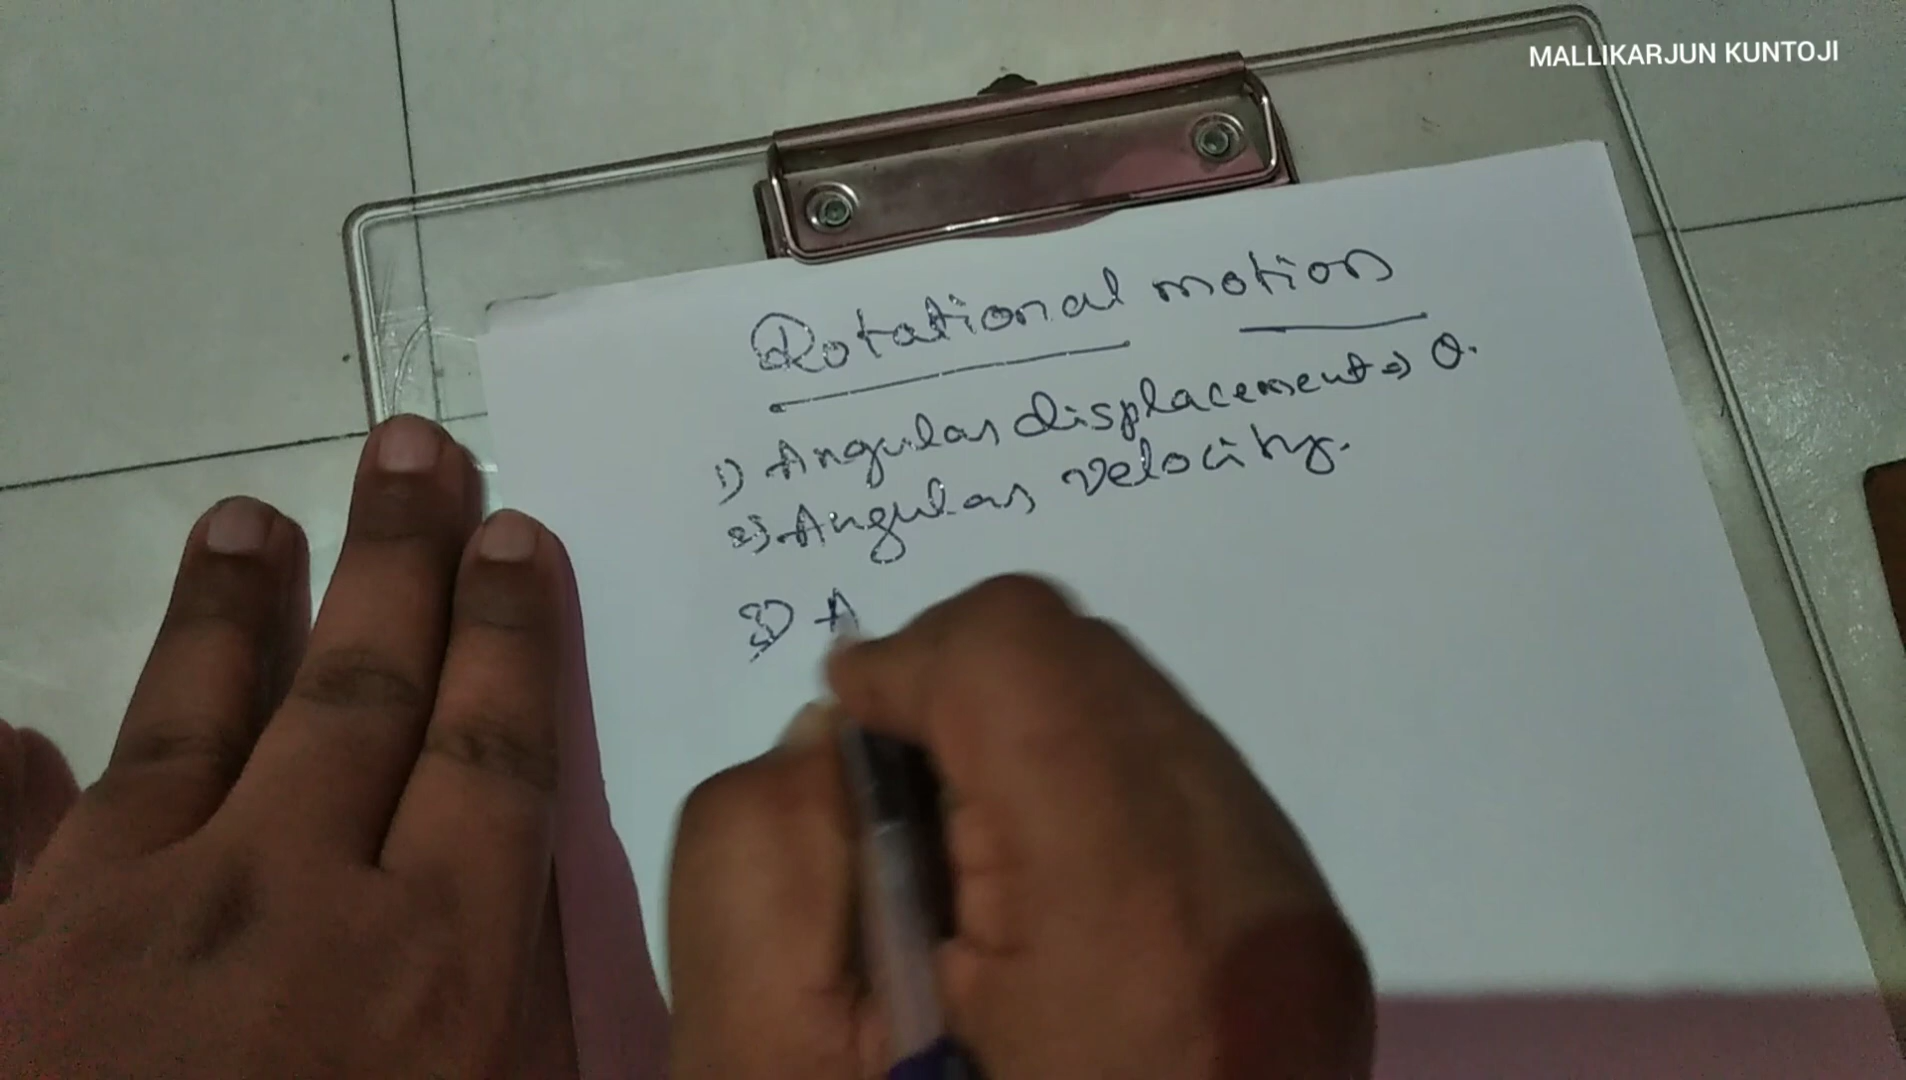 MALLIKARJUN KUNTOJI
Rotational motion
1) Angular displacement ⇒ θ.
2) Angular velocity.
3) A